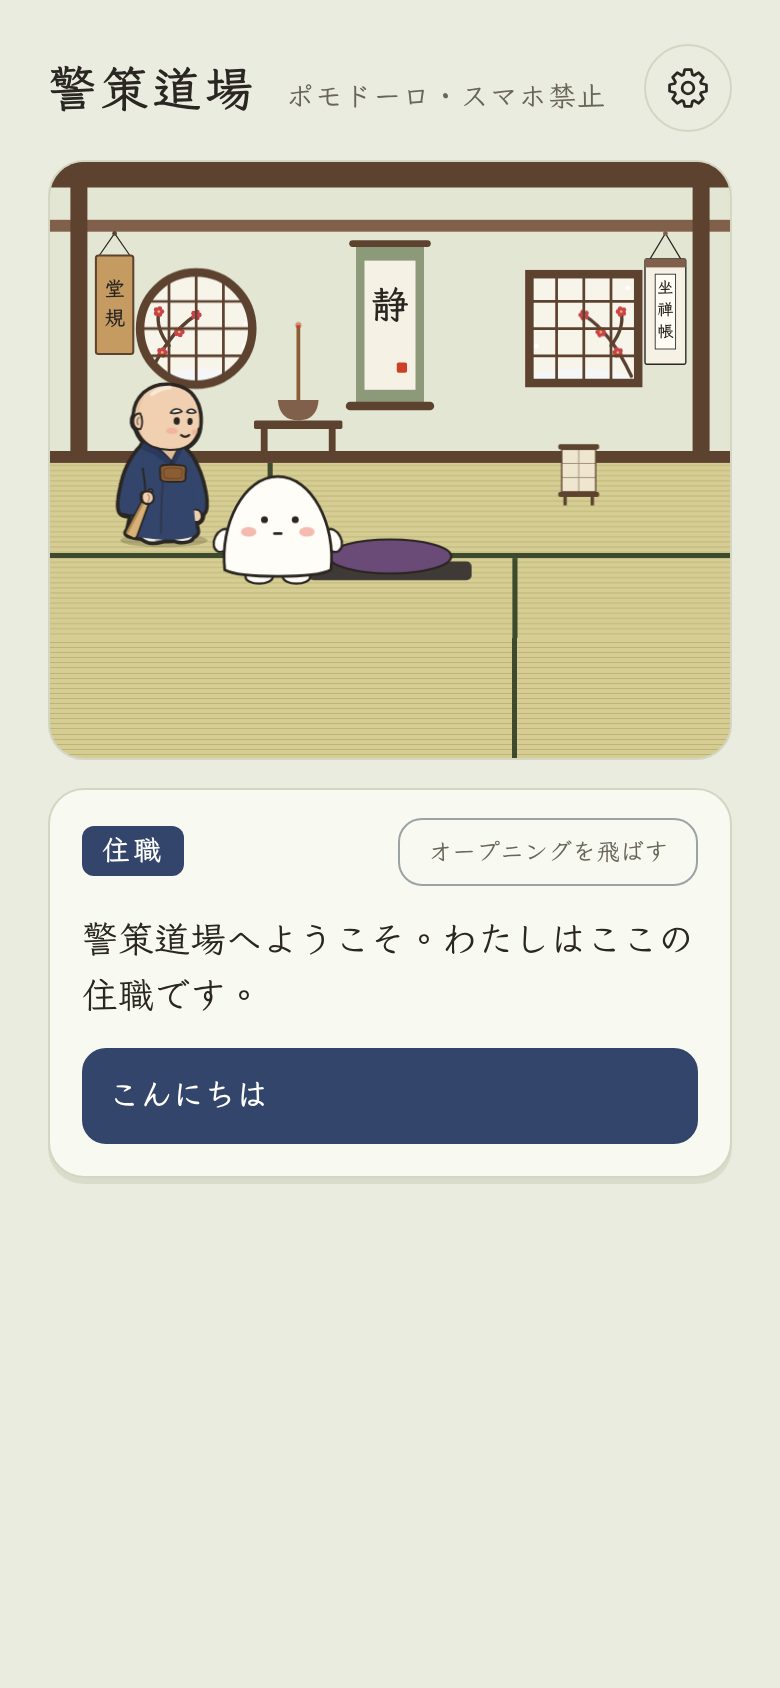 警策道場 ポモドーロ・スマホ禁止
堂規
静
坐禅帳
住職
オープニングを飛ばす
警策道場へようこそ。わたしはここの
住職です。
こんにちは